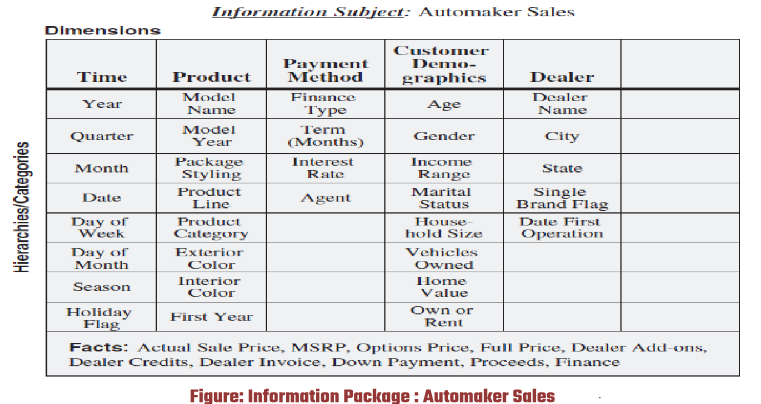 Information Subject: Automaker Sales
Dimensions
Time Product Payment Method Customer Demo-graphics Dealer
Year Model Name Finance Type Age Dealer Name
Quarter Model Year Term (Months) Gender City
Month Package Styling Interest Rate Income Range State
Date Product Line Agent Marital Status Single Brand Flag
Day of Week Product Category House-hold Size Date First Operation
Day of Month Exterior Color Vehicles Owned
Season Interior Color Home Value
Holiday Flag First Year Own or Rent
Hierarchies/Categories
Facts: Actual Sale Price, MSRP, Options Price, Full Price, Dealer Add-ons,
Dealer Credits, Dealer Invoice, Down Payment, Proceeds, Finance
Figure: Information Package : Automaker Sales